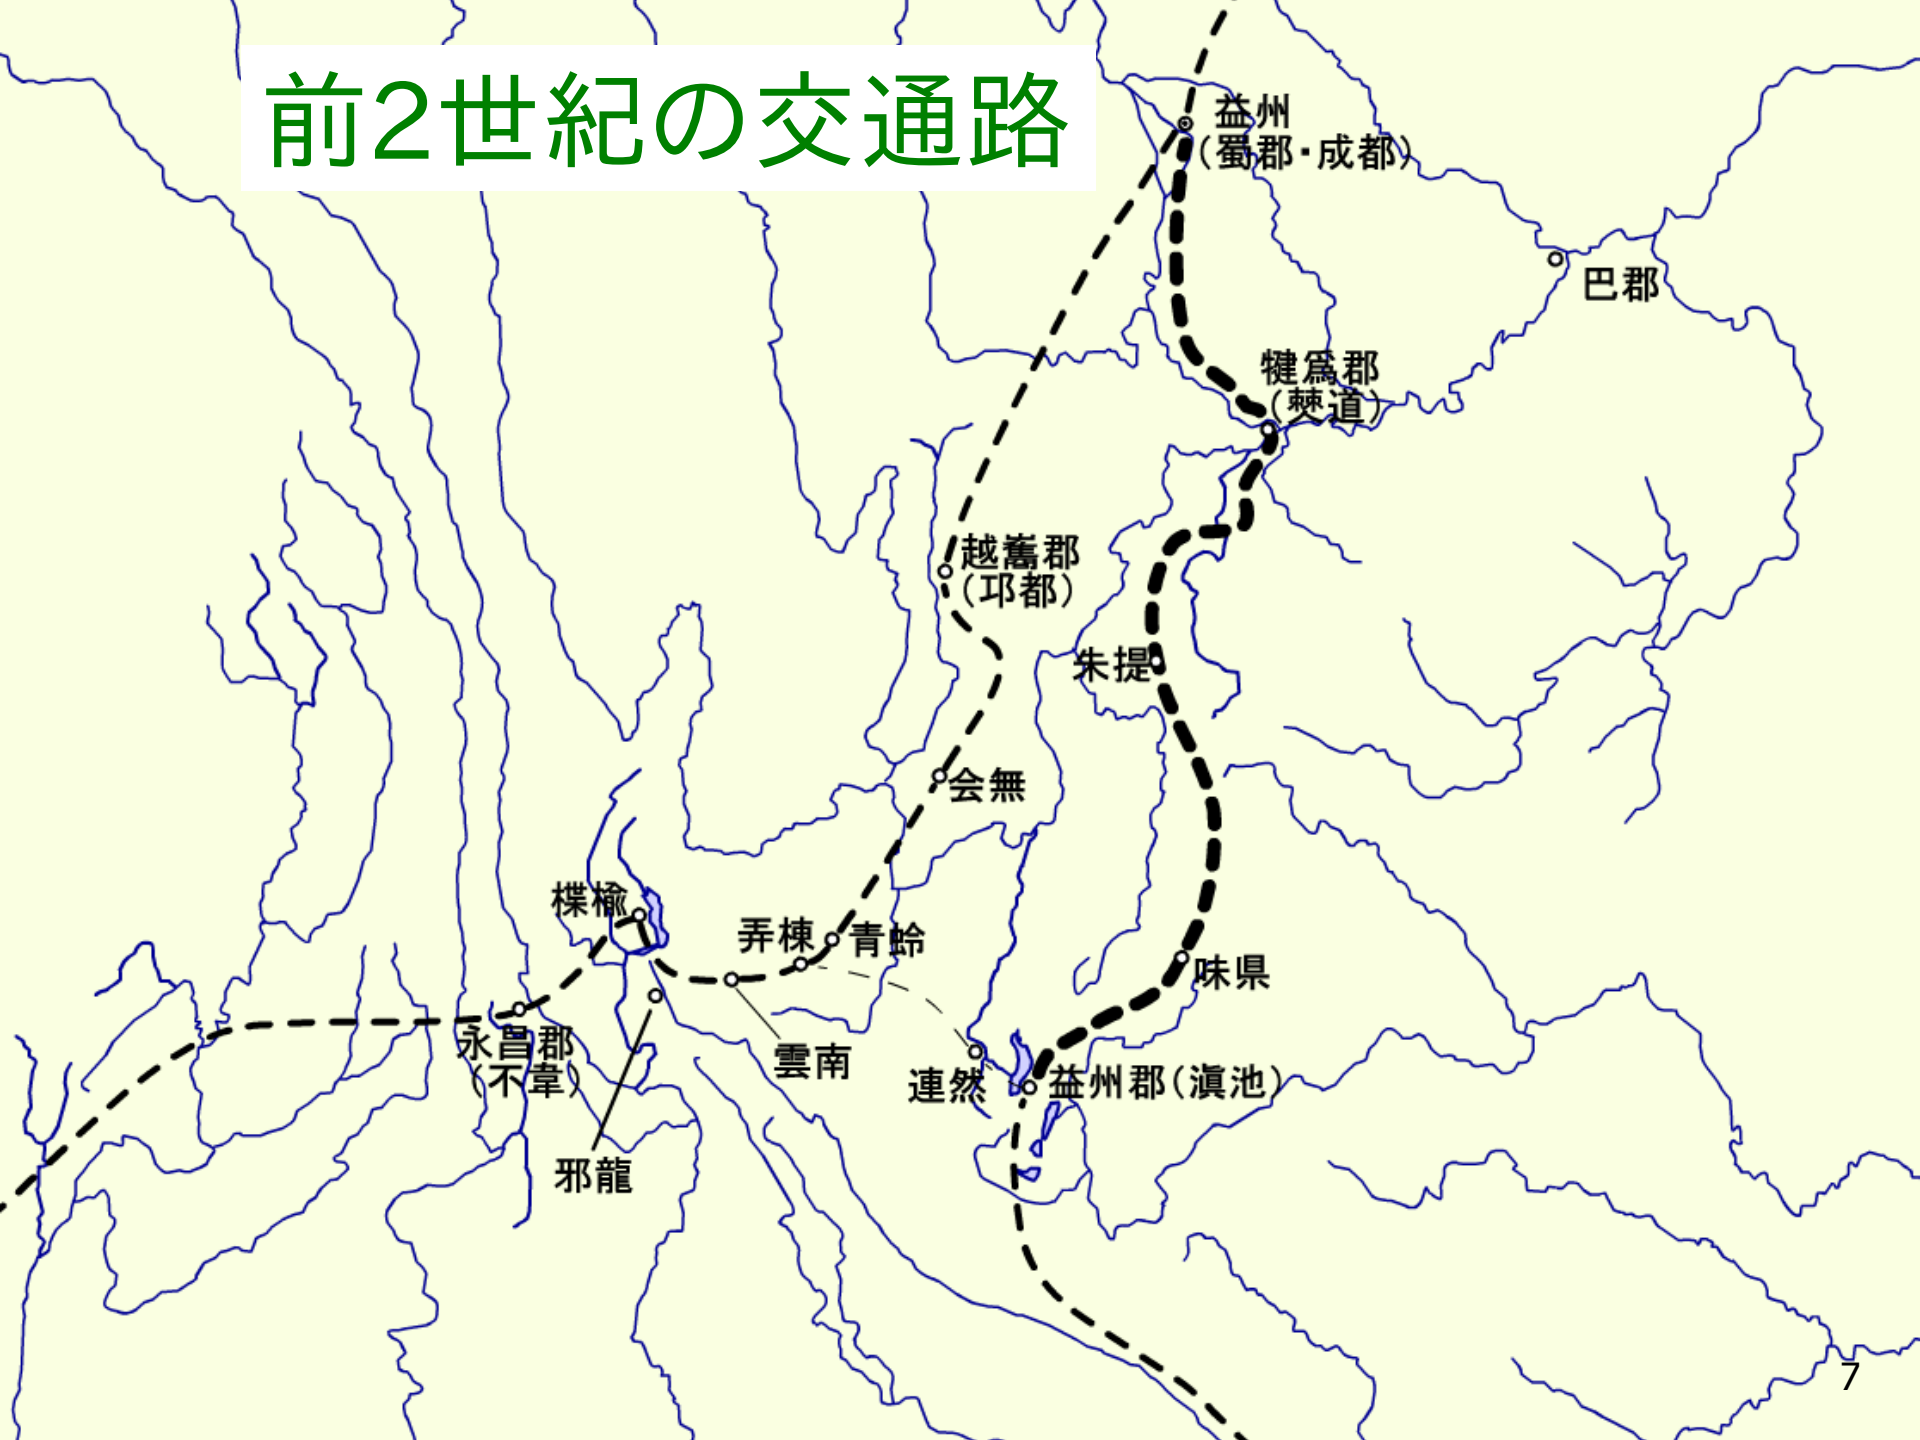 前2世紀の交通路
益州
(蜀郡・成都)
巴郡
犍爲郡
(僰道)
越嶲郡
(邛都)
朱提
会無
楪楡
弄棟
青蛉
味県
永昌郡
(不韋)
雲南
連然
益州郡(滇池)
邪龍
7